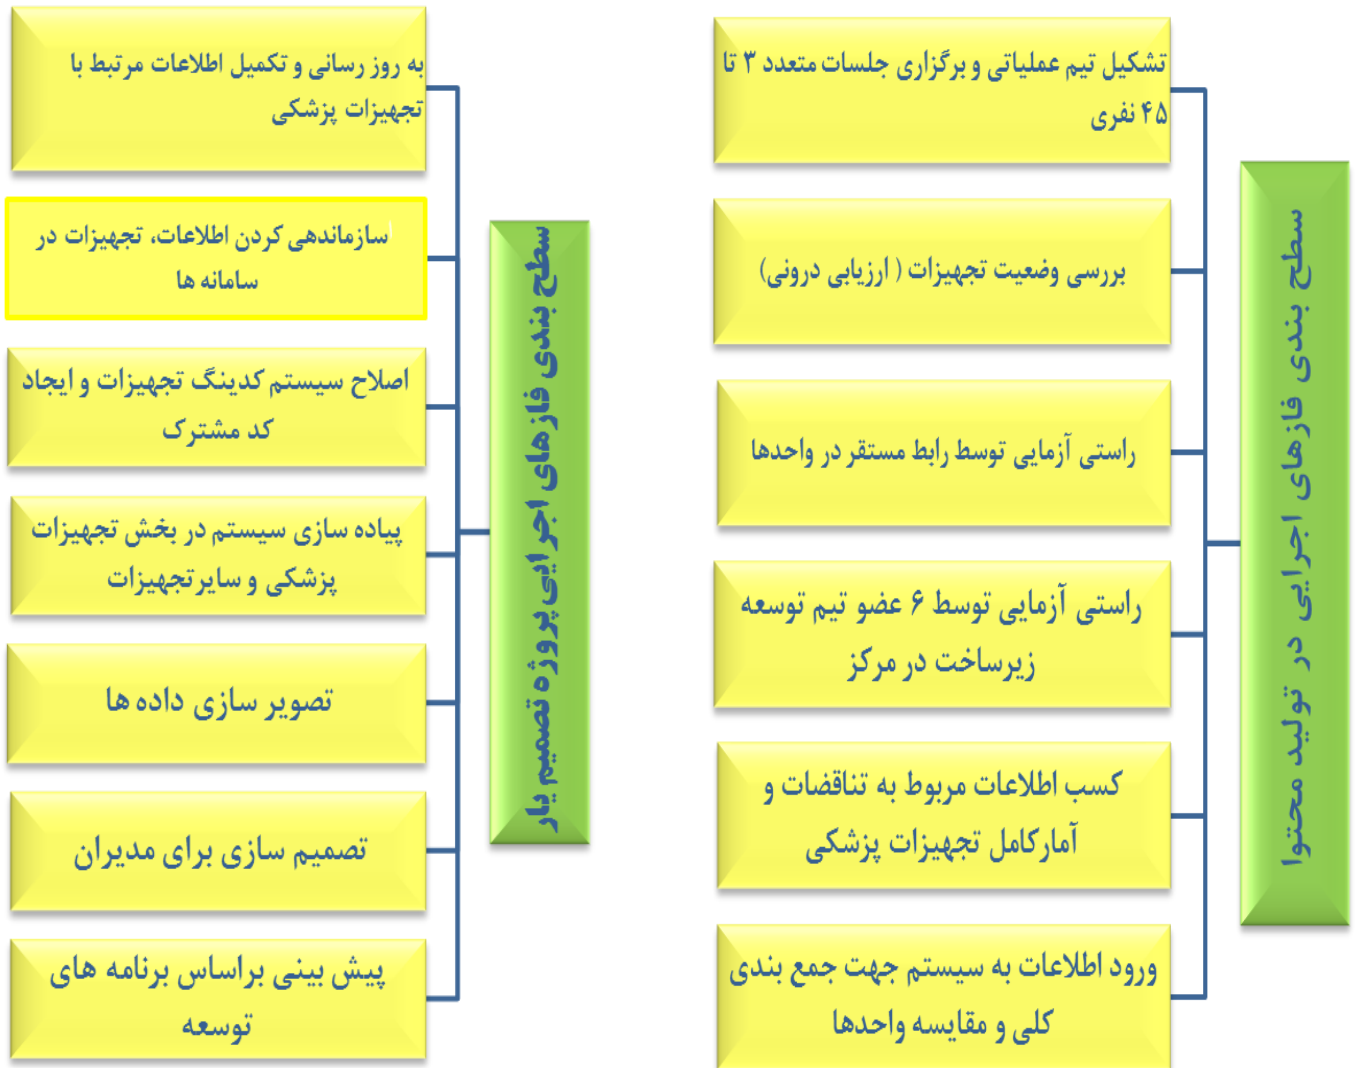 سطح بندی فازهای اجرایی در تولید محتوا
تشکیل تیم عملیاتی و برگزاری جلسات متعدد ۳ تا
۴۵ نفری
بررسی وضعیت تجهیزات ( ارزیابی درونی)
راستی آزمایی توسط رابط مستقر در واحدها
راستی آزمایی توسط ۶ عضو تیم توسعه
زیرساخت در مرکز
کسب اطلاعات مربوط به تناقضات و
آمارکامل تجهیزات پزشکی
ورود اطلاعات به سیستم جهت جمع بندی
کلی و مقایسه واحدها
سطح بندی فازهای اجرایی پروژه تصمیم یار
به روز رسانی و تکمیل اطلاعات مرتبط با
تجهیزات پزشکی
سازماندهی کردن اطلاعات، تجهیزات در
سامانه ها
اصلاح سیستم کدینگ تجهیزات و ایجاد
کد مشترک
پیاده سازی سیستم در بخش تجهیزات
پزشکی و سایرتجهیزات
تصویر سازی داده ها
تصمیم سازی برای مدیران
پیش بینی براساس برنامه های
توسعه